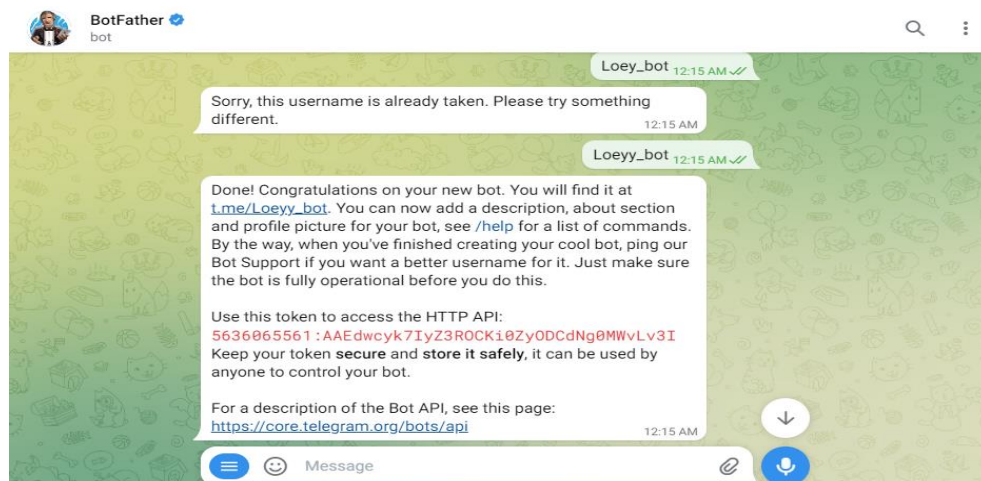 BotFather
bot
Loey_bot 12:15 AM
Sorry, this username is already taken. Please try something
different.
12:15 AM
Loeyy_bot 12:15 AM
Done! Congratulations on your new bot. You will find it at
t.me/Loeyy_bot. You can now add a description, about section
and profile picture for your bot, see /help for a list of commands.
By the way, when you've finished creating your cool bot, ping our
Bot Support if you want a better username for it. Just make sure
the bot is fully operational before you do this.
Use this token to access the HTTP API:
5636065561:AAEdwcyk7IyZ3ROCKi0ZyODCdNg0MWvLv3I
Keep your token secure and store it safely, it can be used by
anyone to control your bot.
For a description of the Bot API, see this page:
https://core.telegram.org/bots/api
12:15 AM
Message